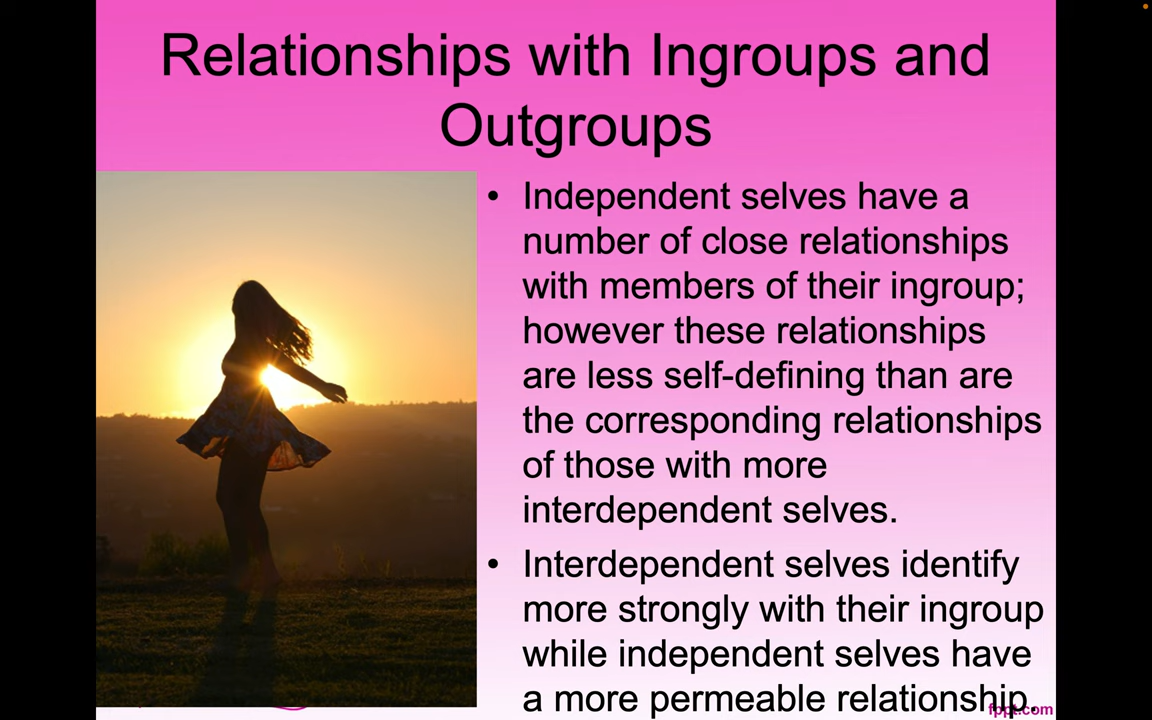 Relationships with Ingroups and
Outgroups
• Independent selves have a
number of close relationships
with members of their ingroup;
however these relationships
are less self-defining than are
the corresponding relationships
of those with more
interdependent selves.
• Interdependent selves identify
more strongly with their ingroup
while independent selves have
a more permeable relationship.
fppt.com